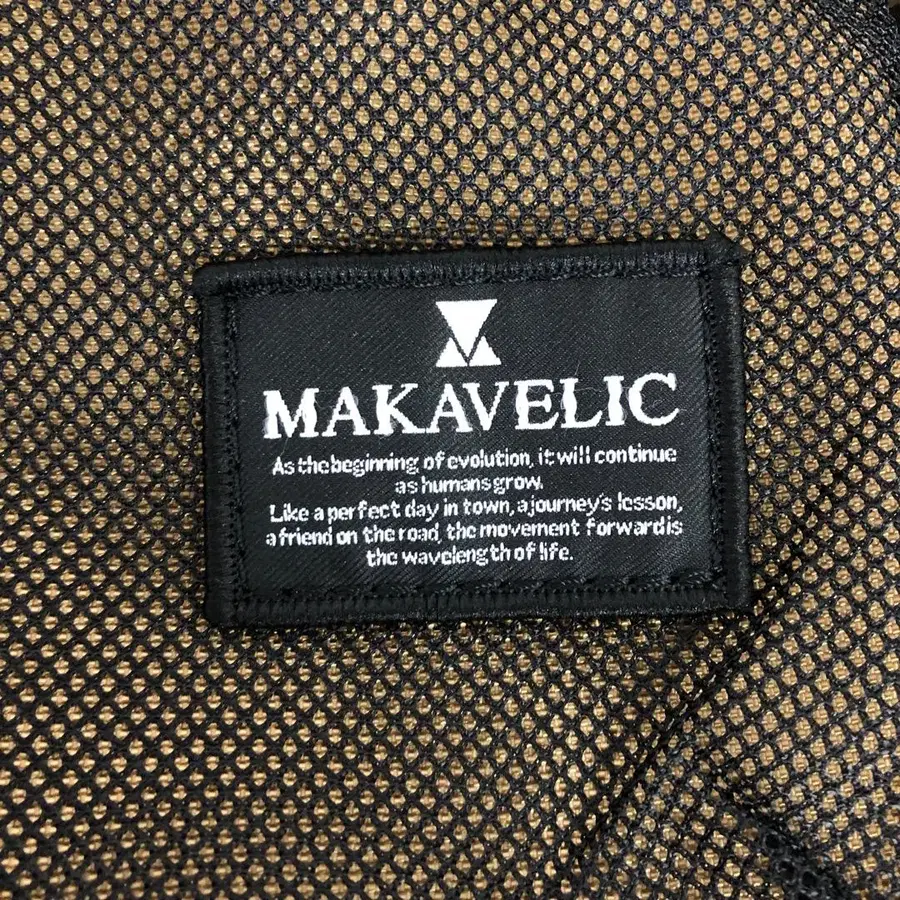 MAKAVELIC
As the beginning of evolution, it will continue
as humans grow.
Like a perfect day in town, a journey's lesson,
a friend on the road, the movement forward is
the wavelength of life.